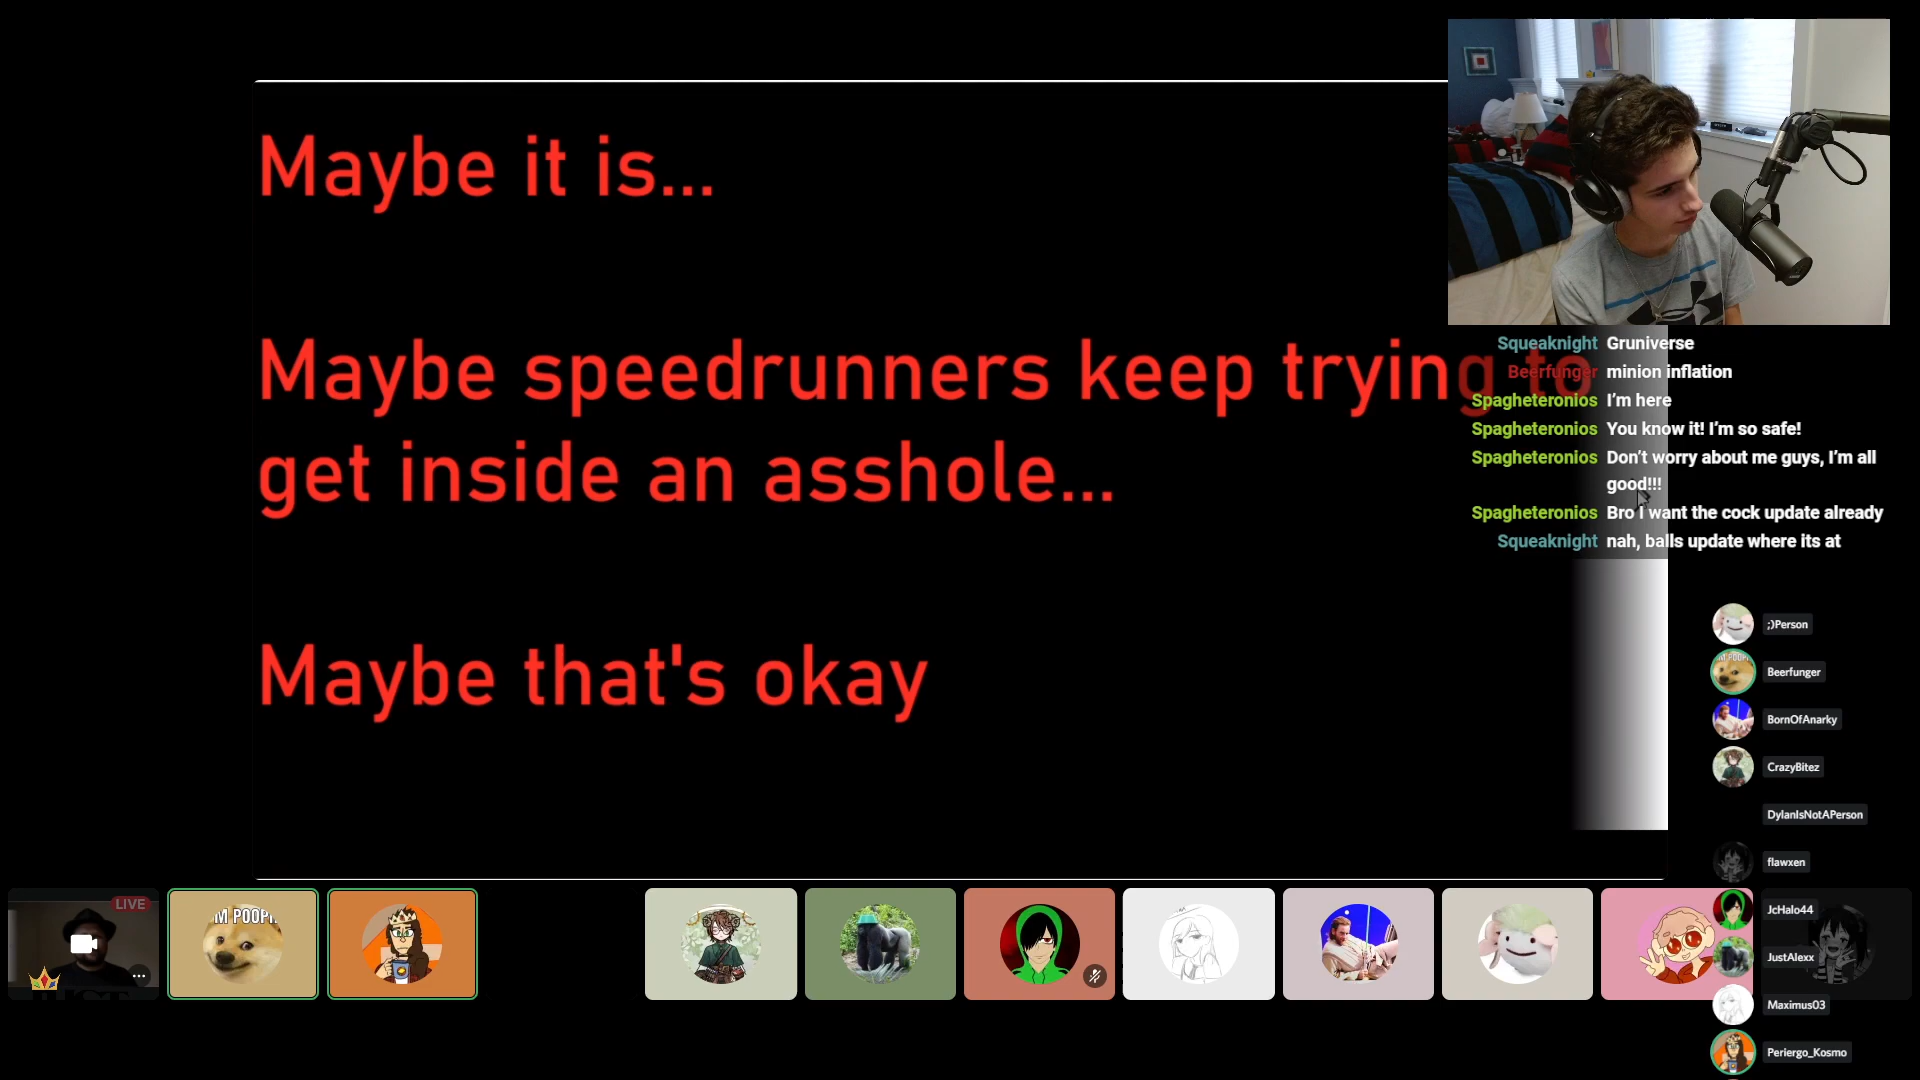 Maybe it is...
Maybe speedrunners keep trying to
get inside an asshole...
Maybe that's okay
Squeaknight Gruniverse
Beerfunger minion inflation
Spagheteronios I'm here
Spagheteronios You know it! I'm so safe!
Spagheteronios Don't worry about me guys, I'm all
good!!!
Spagheteronios Bro I want the cock update already
Squeaknight nah, balls update where its at
;)Person
Beerfunger
BornOfAnarky
CrazyBitez
DylanIsNotAPerson
flawxen
JcHalo44
JustAlexx
Maximus03
Periergo_Kosmo
LIVE